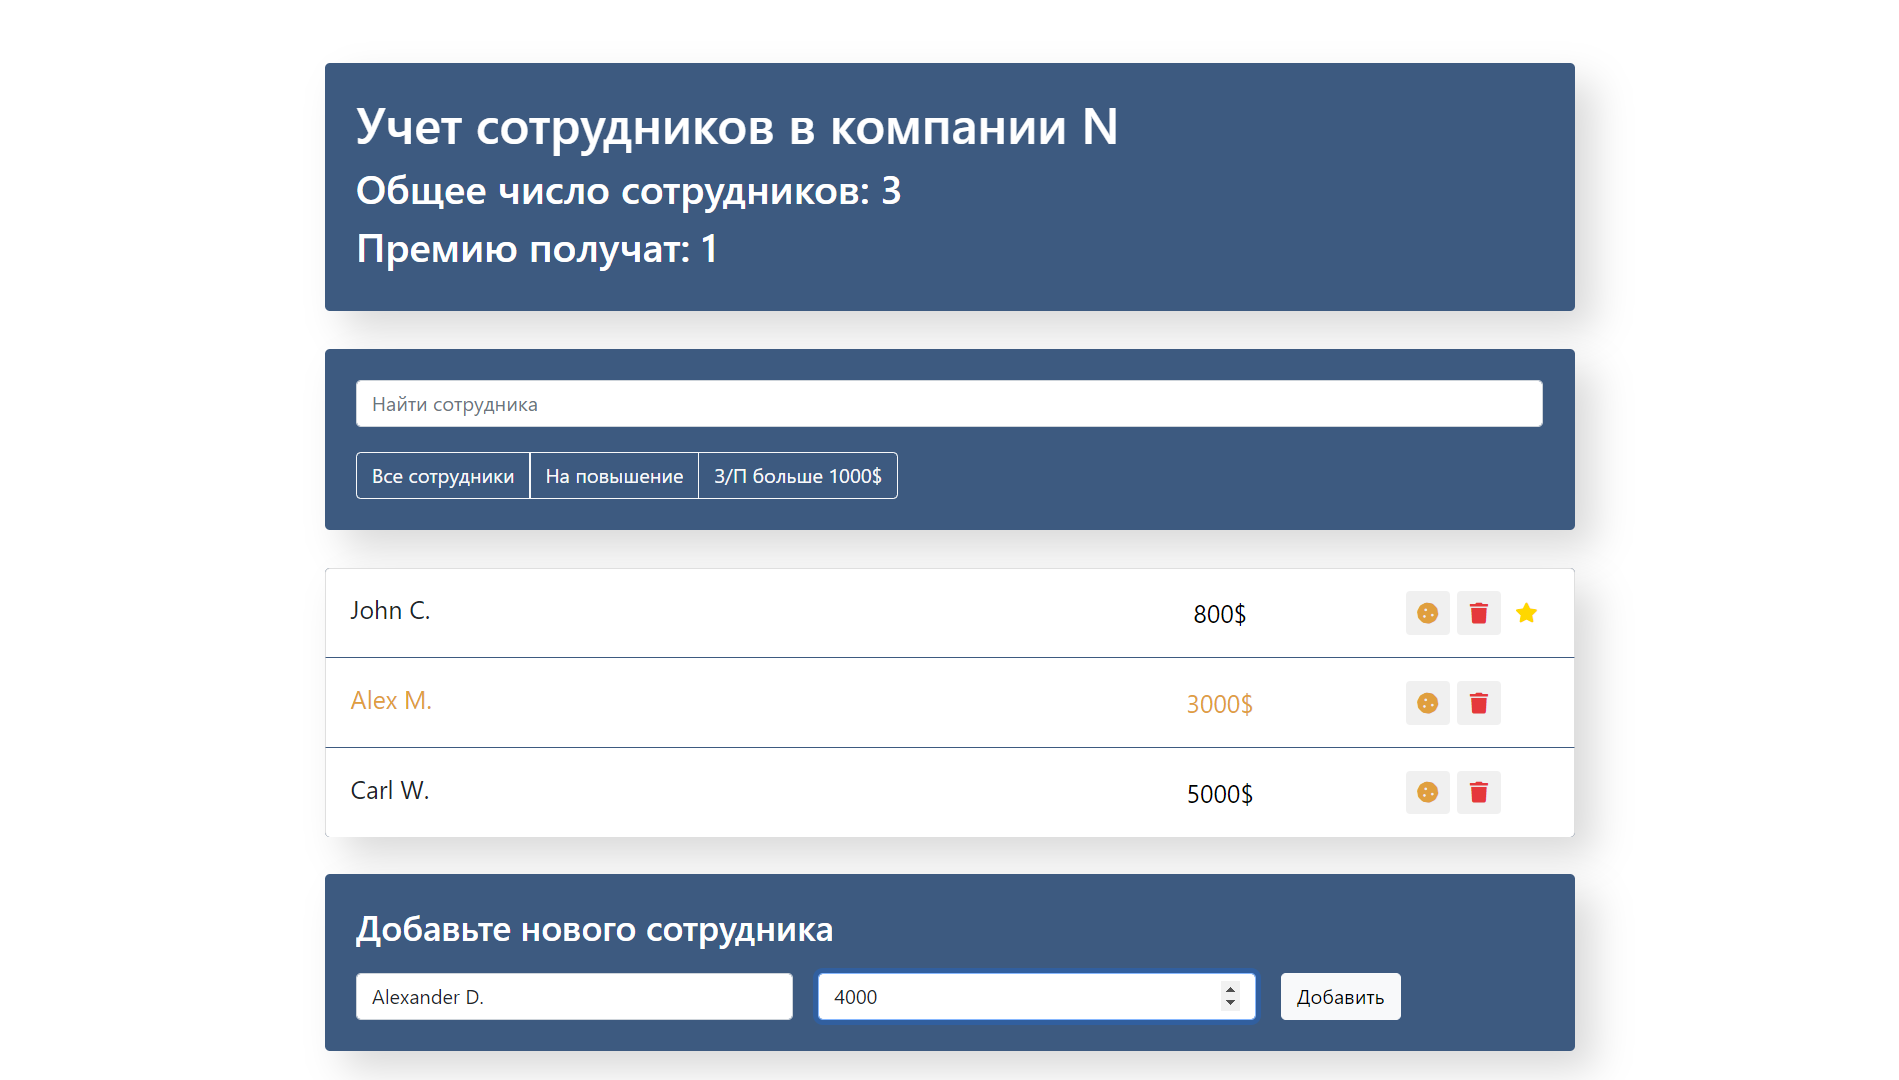 Учет сотрудников в компании N
Общее число сотрудников: 3
Премию получат: 1
Найти сотрудника
Все сотрудники На повышение З/П больше 1000$
John C. 800$
Alex M. 3000$
Carl W. 5000$
Добавьте нового сотрудника
Alexander D. 4000 Добавить